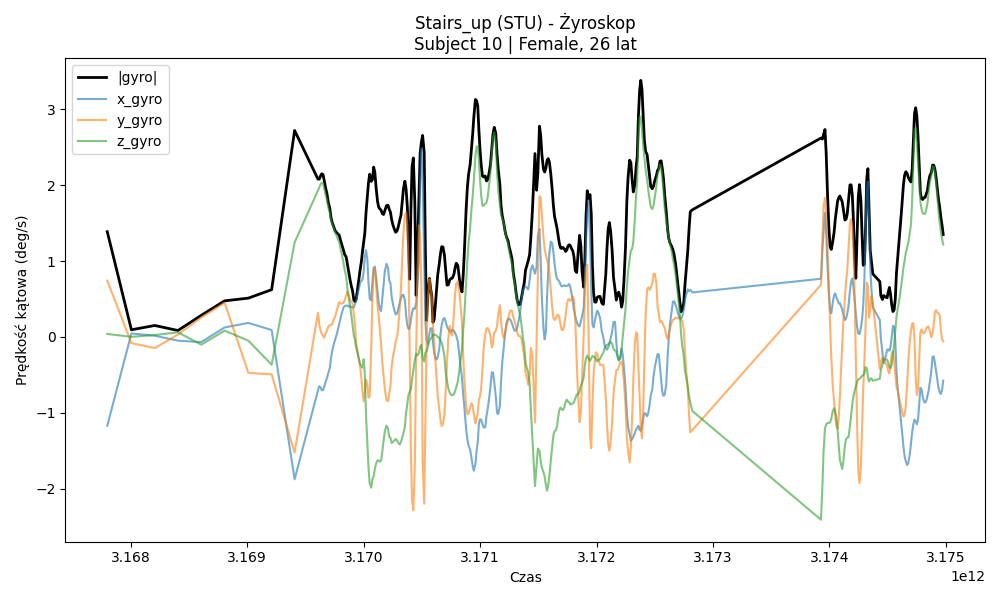 Stairs_up (STU) - Żyroskop
Subject 10 | Female, 26 lat
|gyro|
x_gyro
y_gyro
z_gyro
Prędkość kątowa (deg/s)
3
2
1
0
−1
−2
3.168 3.169 3.170 3.171 3.172 3.173 3.174 3.175
1e12
Czas